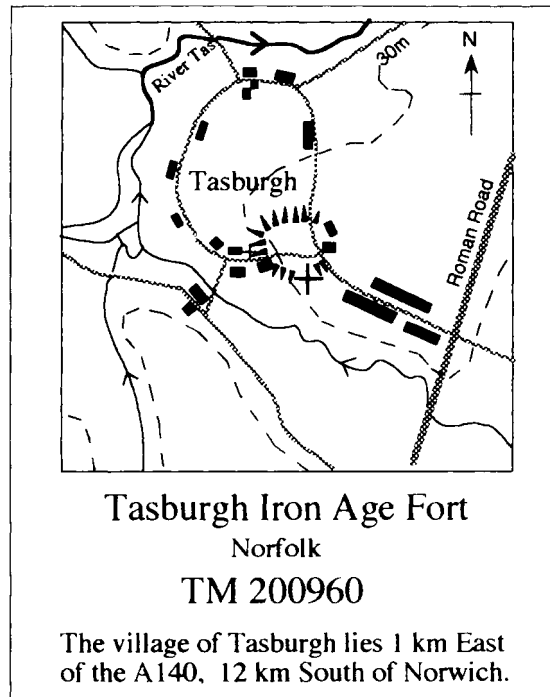 N
River Tas
30m
Tasburgh
Roman Road
Tasburgh Iron Age Fort
Norfolk
TM 200960
The village of Tasburgh lies 1 km East
of the A140, 12 km South of Norwich.